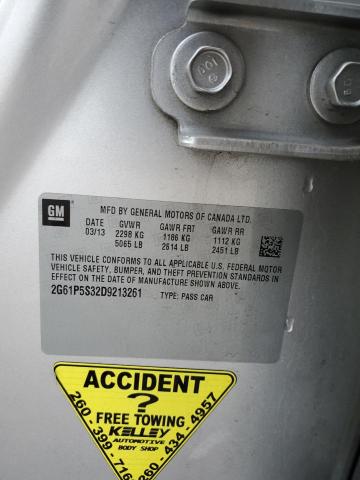 GM
MFD BY GENERAL MOTORS OF CANADA LTD.
DATE GVWR GAWR FRT GAWR RR
03/13 2298 KG 1186 KG 1112 KG
5065 LB 2614 LB 2451 LB
THIS VEHICLE CONFORMS TO ALL APPLICABLE U.S. FEDERAL MOTOR
VEHICLE SAFETY, BUMPER, AND THEFT PREVENTION STANDARDS IN
EFFECT ON THE DATE OF MANUFACTURE SHOWN ABOVE.
2G61P5S32D9213261 TYPE: PASS CAR
ACCIDENT
?
FREE TOWING
KELLEY
AUTOMOTIVE
BODY SHOP
260-399-716
260-434-4957